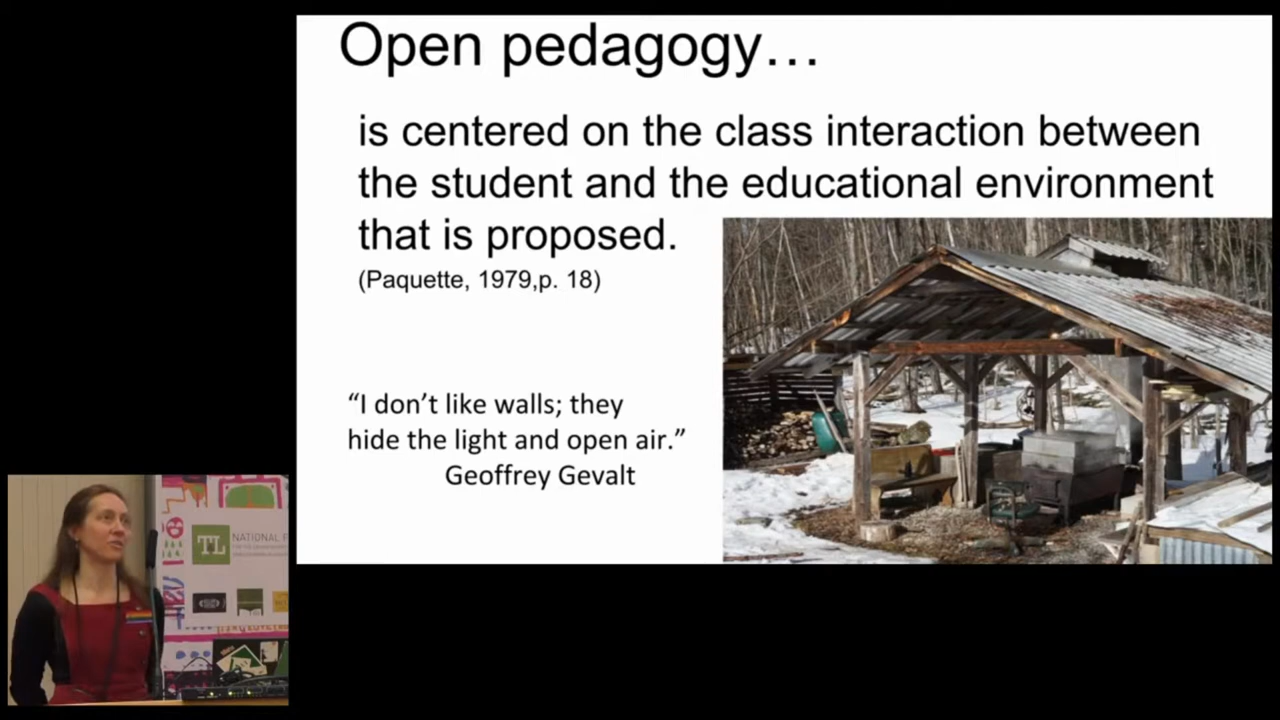 Open pedagogy…
is centered on the class interaction between
the student and the educational environment
that is proposed.
(Paquette, 1979,p. 18)
“I don’t like walls; they
hide the light and open air.”
Geoffrey Gevalt
TL
NATIONAL